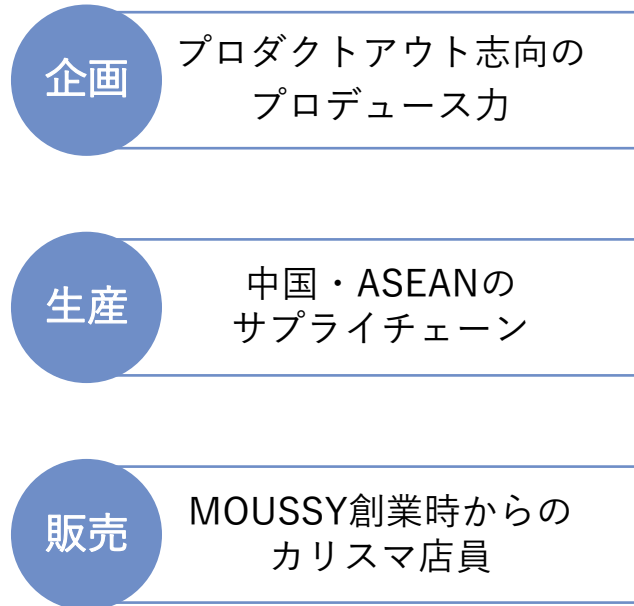 企画
プロダクトアウト志向の
プロデュース力
生産
中国・ASEANの
サプライチェーン
販売
MOUSSY創業時からの
カリスマ店員